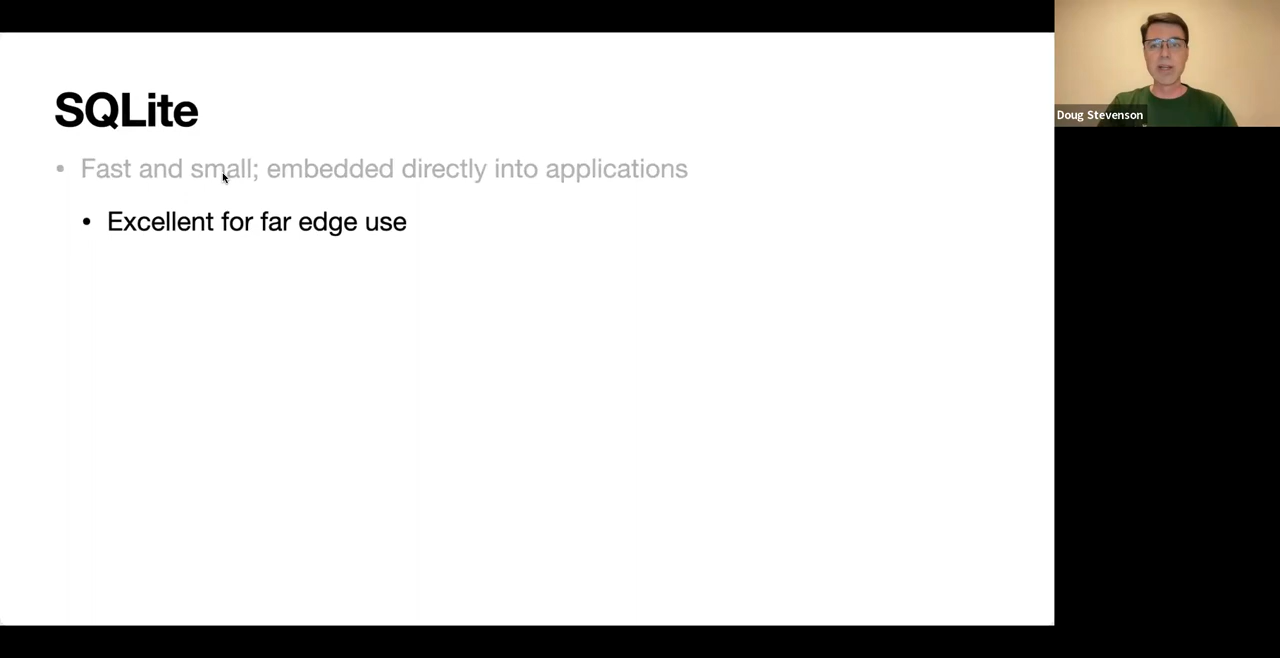 SQLite
• Fast and small; embedded directly into applications
• Excellent for far edge use
Doug Stevenson